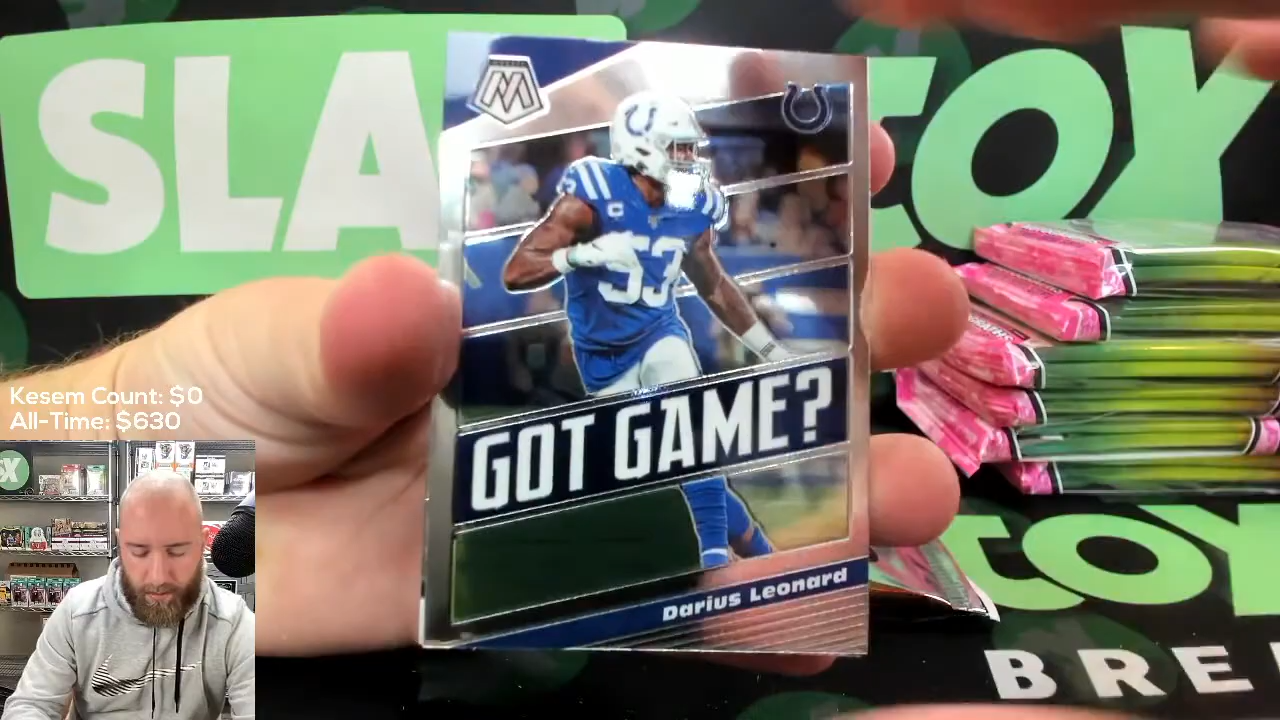 SLA
TOY
GOT GAME?
Darius Leonard
53
Kesem Count: $0
All-Time: $630
X
TOY
BRE